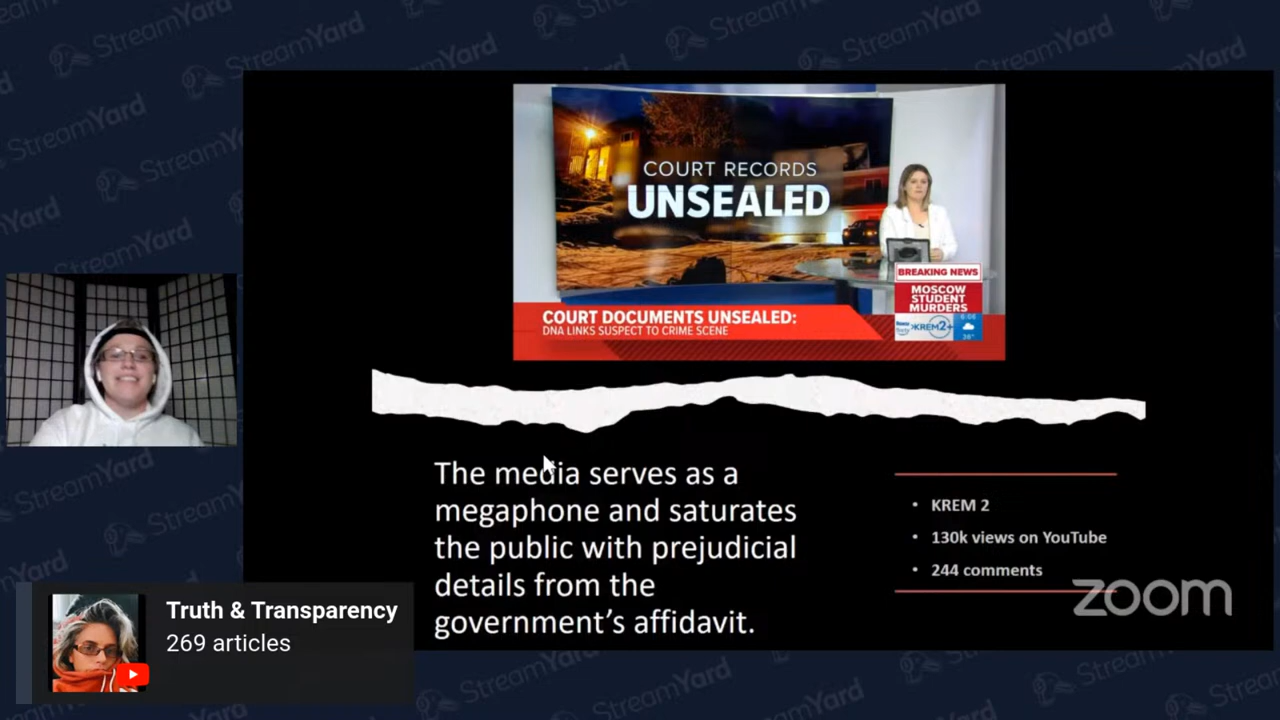 StreamYard
COURT RECORDS
UNSEALED
BREAKING NEWS
MOSCOW
STUDENT
MURDERS
KREM2+
COURT DOCUMENTS UNSEALED:
DNA LINKS SUSPECT TO CRIME SCENE
The media serves as a
megaphone and saturates
the public with prejudicial
details from the
government’s affidavit.
• KREM 2
• 130k views on YouTube
• 244 comments
zoom
Truth & Transparency
269 articles